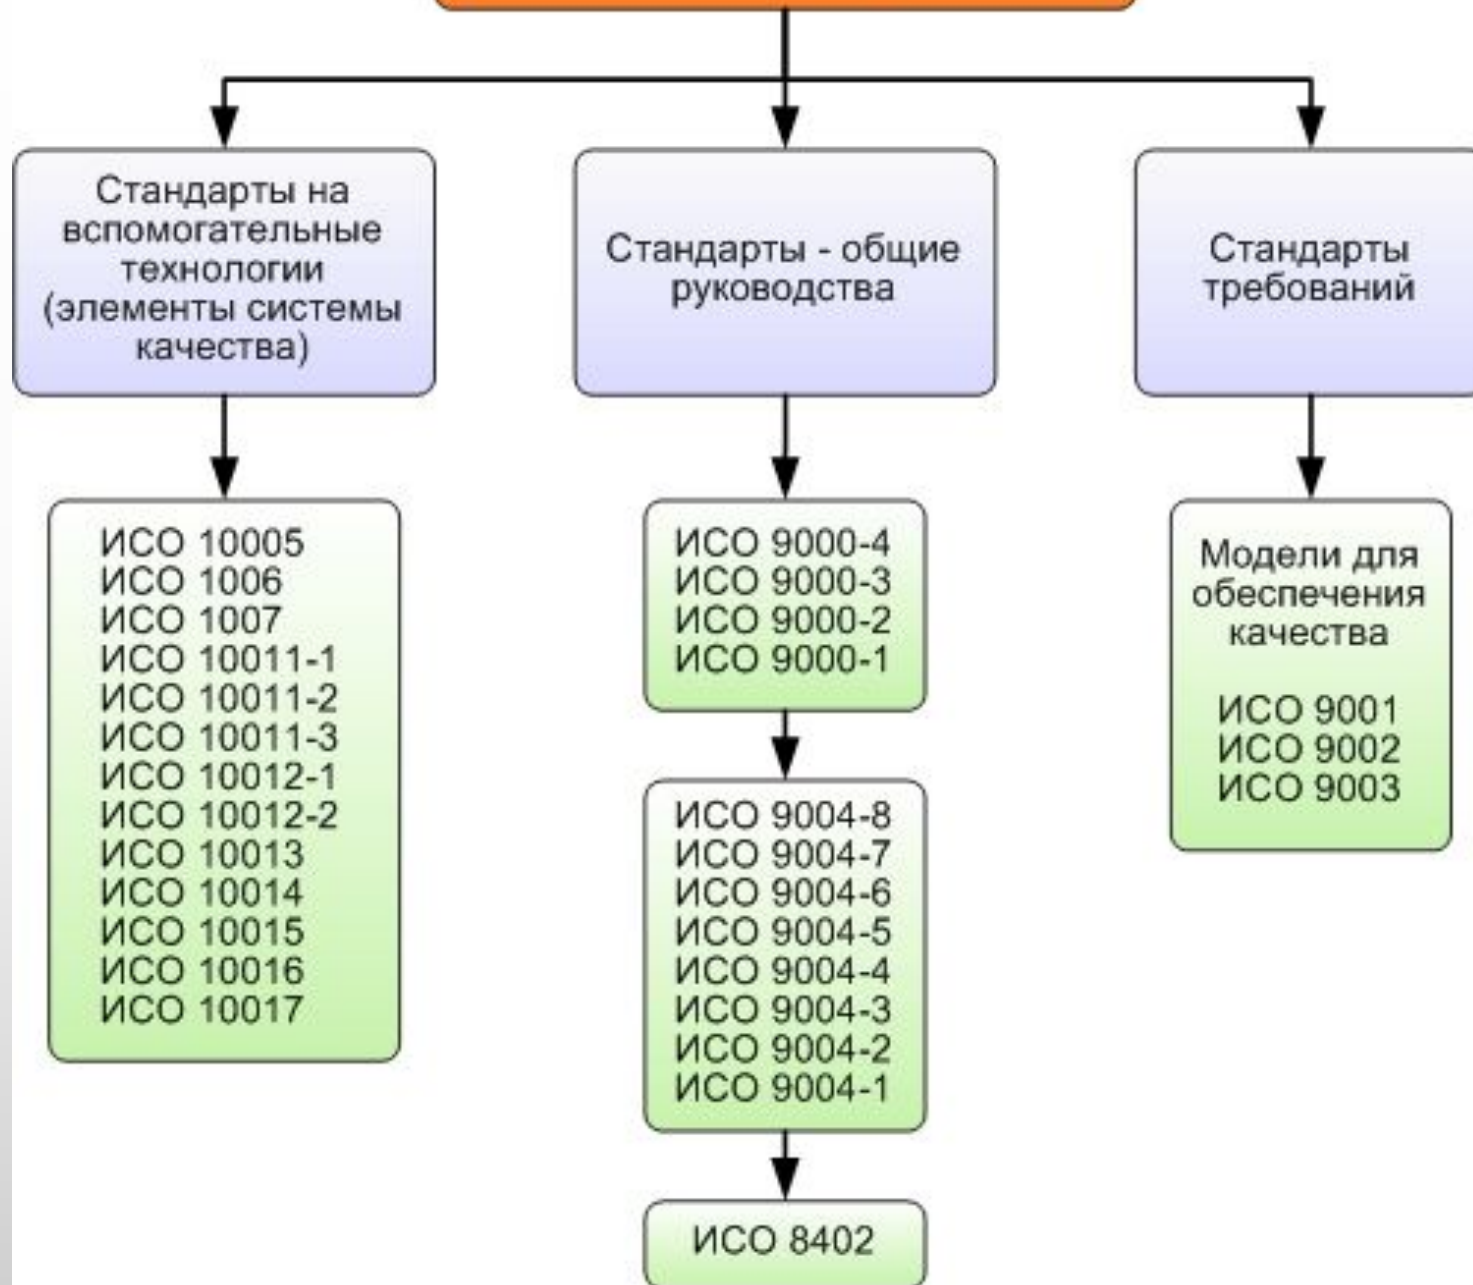 Стандарты на
вспомогательные
технологии
(элементы системы
качества)
Стандарты - общие
руководства
Стандарты
требований
ИСО 10005
ИСО 1006
ИСО 1007
ИСО 10011-1
ИСО 10011-2
ИСО 10011-3
ИСО 10012-1
ИСО 10012-2
ИСО 10013
ИСО 10014
ИСО 10015
ИСО 10016
ИСО 10017
ИСО 9000-4
ИСО 9000-3
ИСО 9000-2
ИСО 9000-1
ИСО 9004-8
ИСО 9004-7
ИСО 9004-6
ИСО 9004-5
ИСО 9004-4
ИСО 9004-3
ИСО 9004-2
ИСО 9004-1
ИСО 8402
Модели для
обеспечения
качества
ИСО 9001
ИСО 9002
ИСО 9003